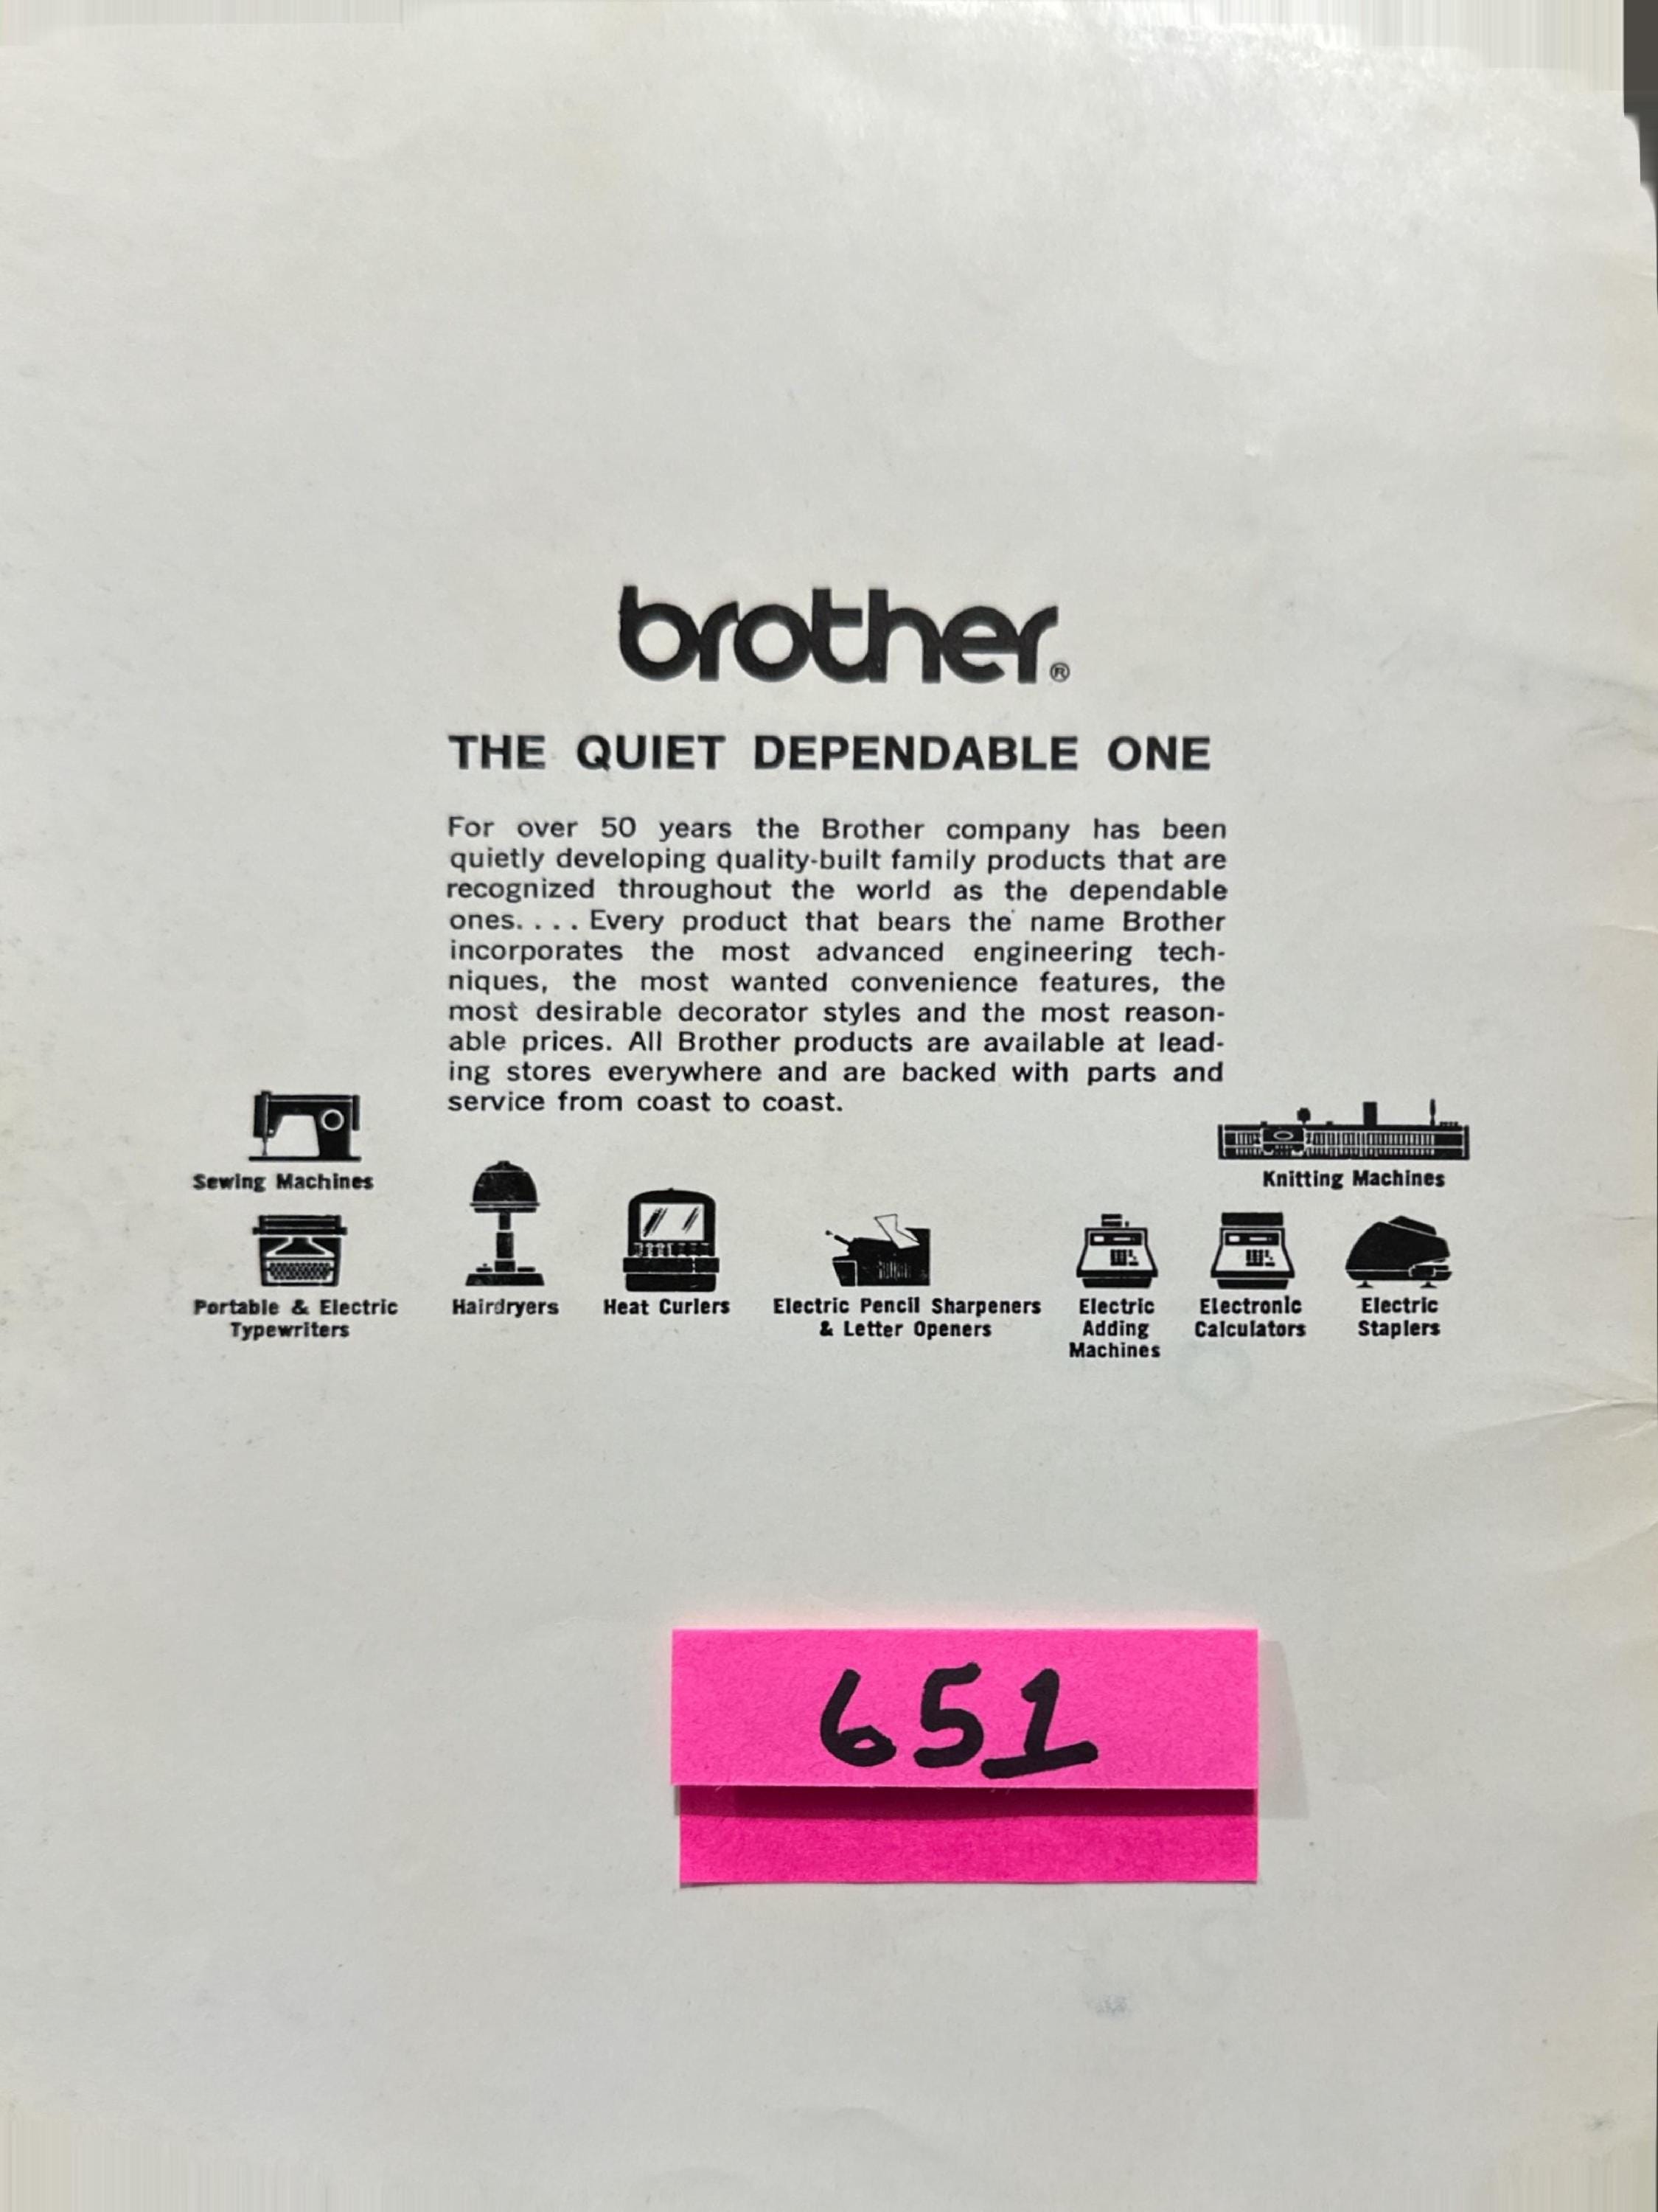 brother®
THE QUIET DEPENDABLE ONE
For over 50 years the Brother company has been
quietly developing quality-built family products that are
recognized throughout the world as the dependable
ones. . . . Every product that bears the name Brother
incorporates the most advanced engineering tech-
niques, the most wanted convenience features, the
most desirable decorator styles and the most reason-
able prices. All Brother products are available at lead-
ing stores everywhere and are backed with parts and
service from coast to coast.
Sewing Machines
Knitting Machines
Portable & Electric
Typewriters
Hairdryers
Heat Curlers
Electric Pencil Sharpeners
& Letter Openers
Electric
Adding
Machines
Electronic
Calculators
Electric
Staplers
651